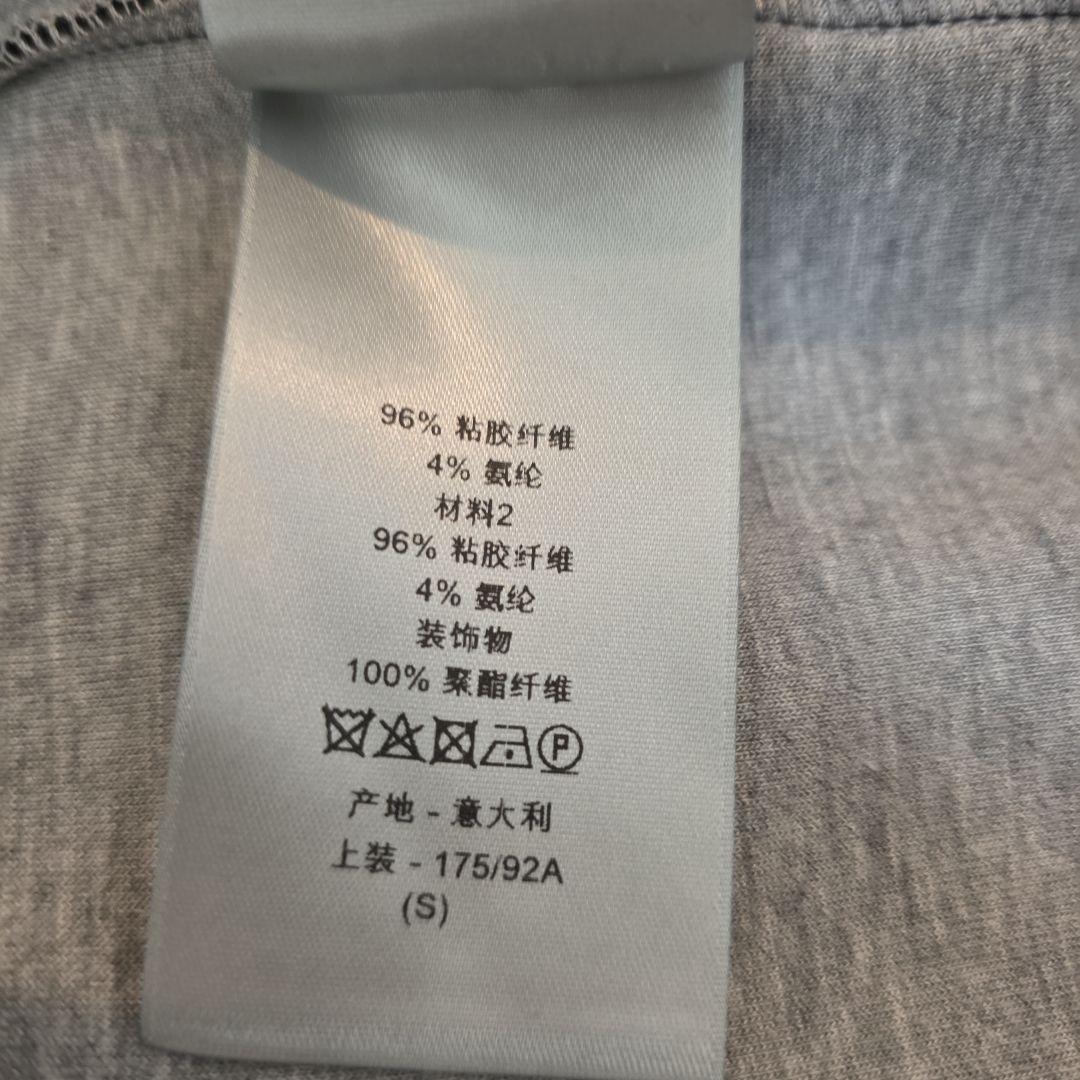 96% 粘胶纤维
4% 氨纶
材料2
96% 粘胶纤维
4% 氨纶
装饰物
100% 聚酯纤维
P
产地 - 意大利
上装 - 175/92A
(S)